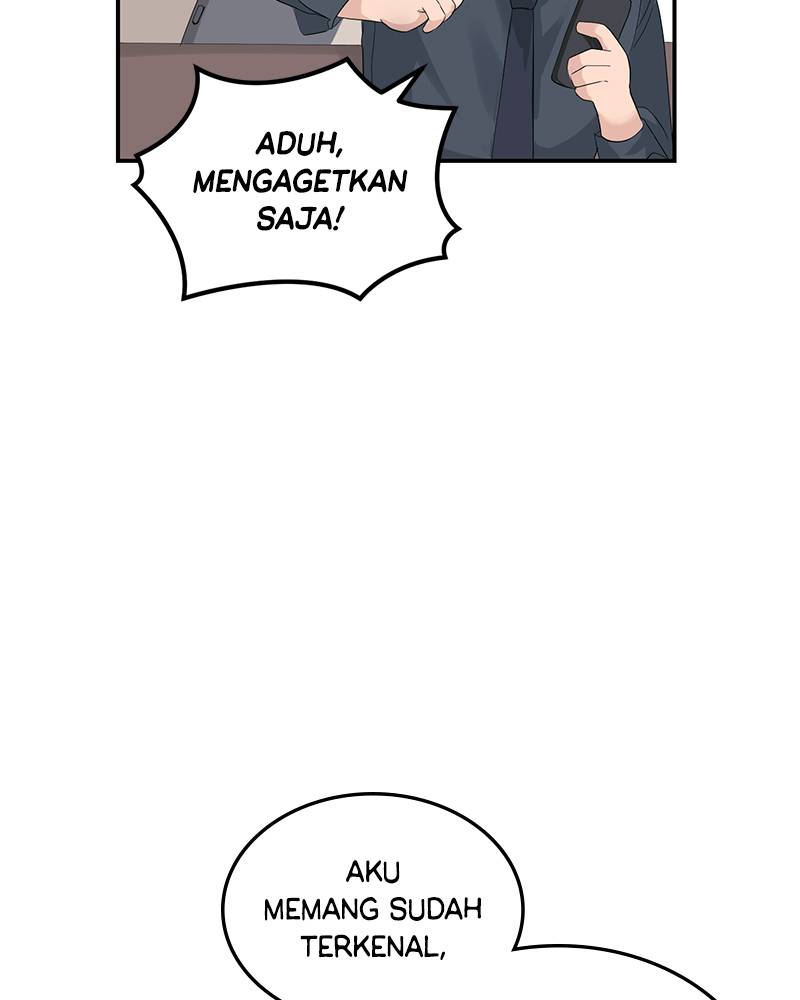 ADUH,
MENGAGETKAN
SAJA!
AKU
MEMANG SUDAH
TERKENAL,